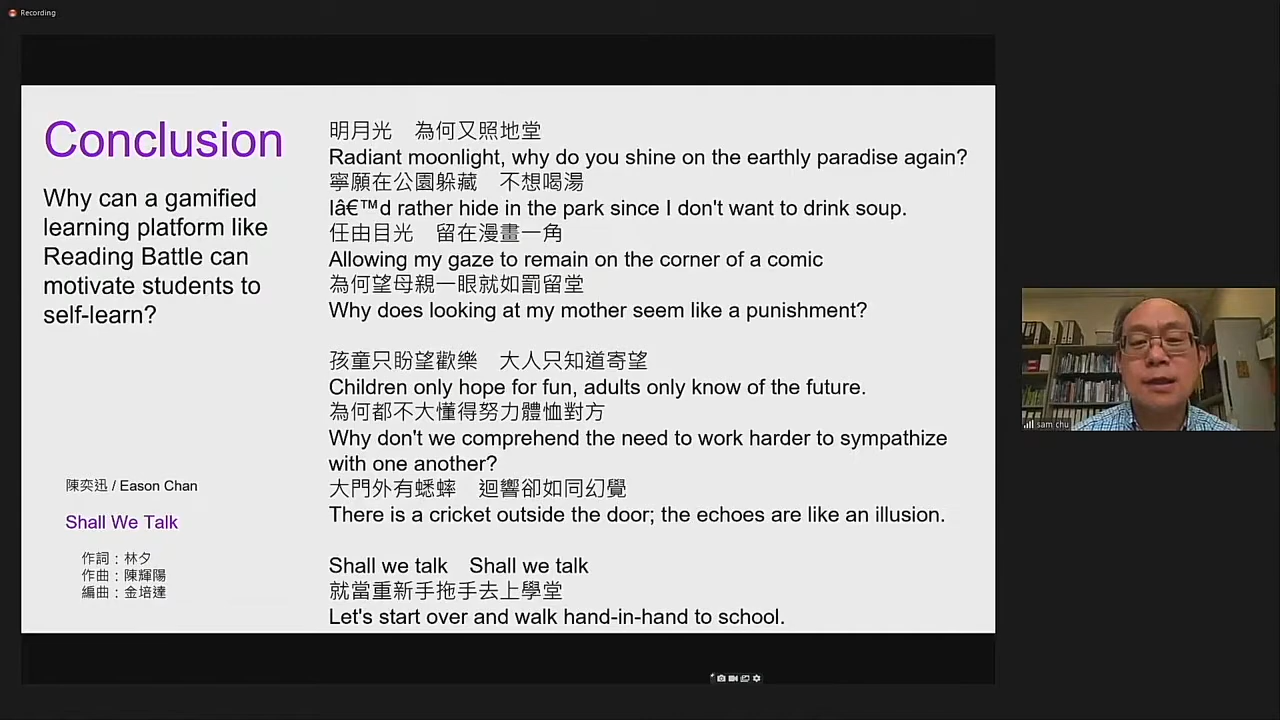 Recording
Conclusion
Why can a gamified
learning platform like
Reading Battle can
motivate students to
self-learn?
陳奕迅 / Eason Chan
Shall We Talk
作詞：林夕
作曲：陳輝陽
編曲：金培達
明月光　為何又照地堂
Radiant moonlight, why do you shine on the earthly paradise again?
寧願在公園躲藏　不想喝湯
Iâ€™d rather hide in the park since I don't want to drink soup.
任由目光　留在漫畫一角
Allowing my gaze to remain on the corner of a comic
為何望母親一眼就如罰留堂
Why does looking at my mother seem like a punishment?
孩童只盼望歡樂　大人只知道寄望
Children only hope for fun, adults only know of the future.
為何都不大懂得努力體恤對方
Why don't we comprehend the need to work harder to sympathize
with one another?
大門外有蟋蟀　迴響卻如同幻覺
There is a cricket outside the door; the echoes are like an illusion.
Shall we talk　Shall we talk
就當重新手拖手去上學堂
Let's start over and walk hand-in-hand to school.
sam chu